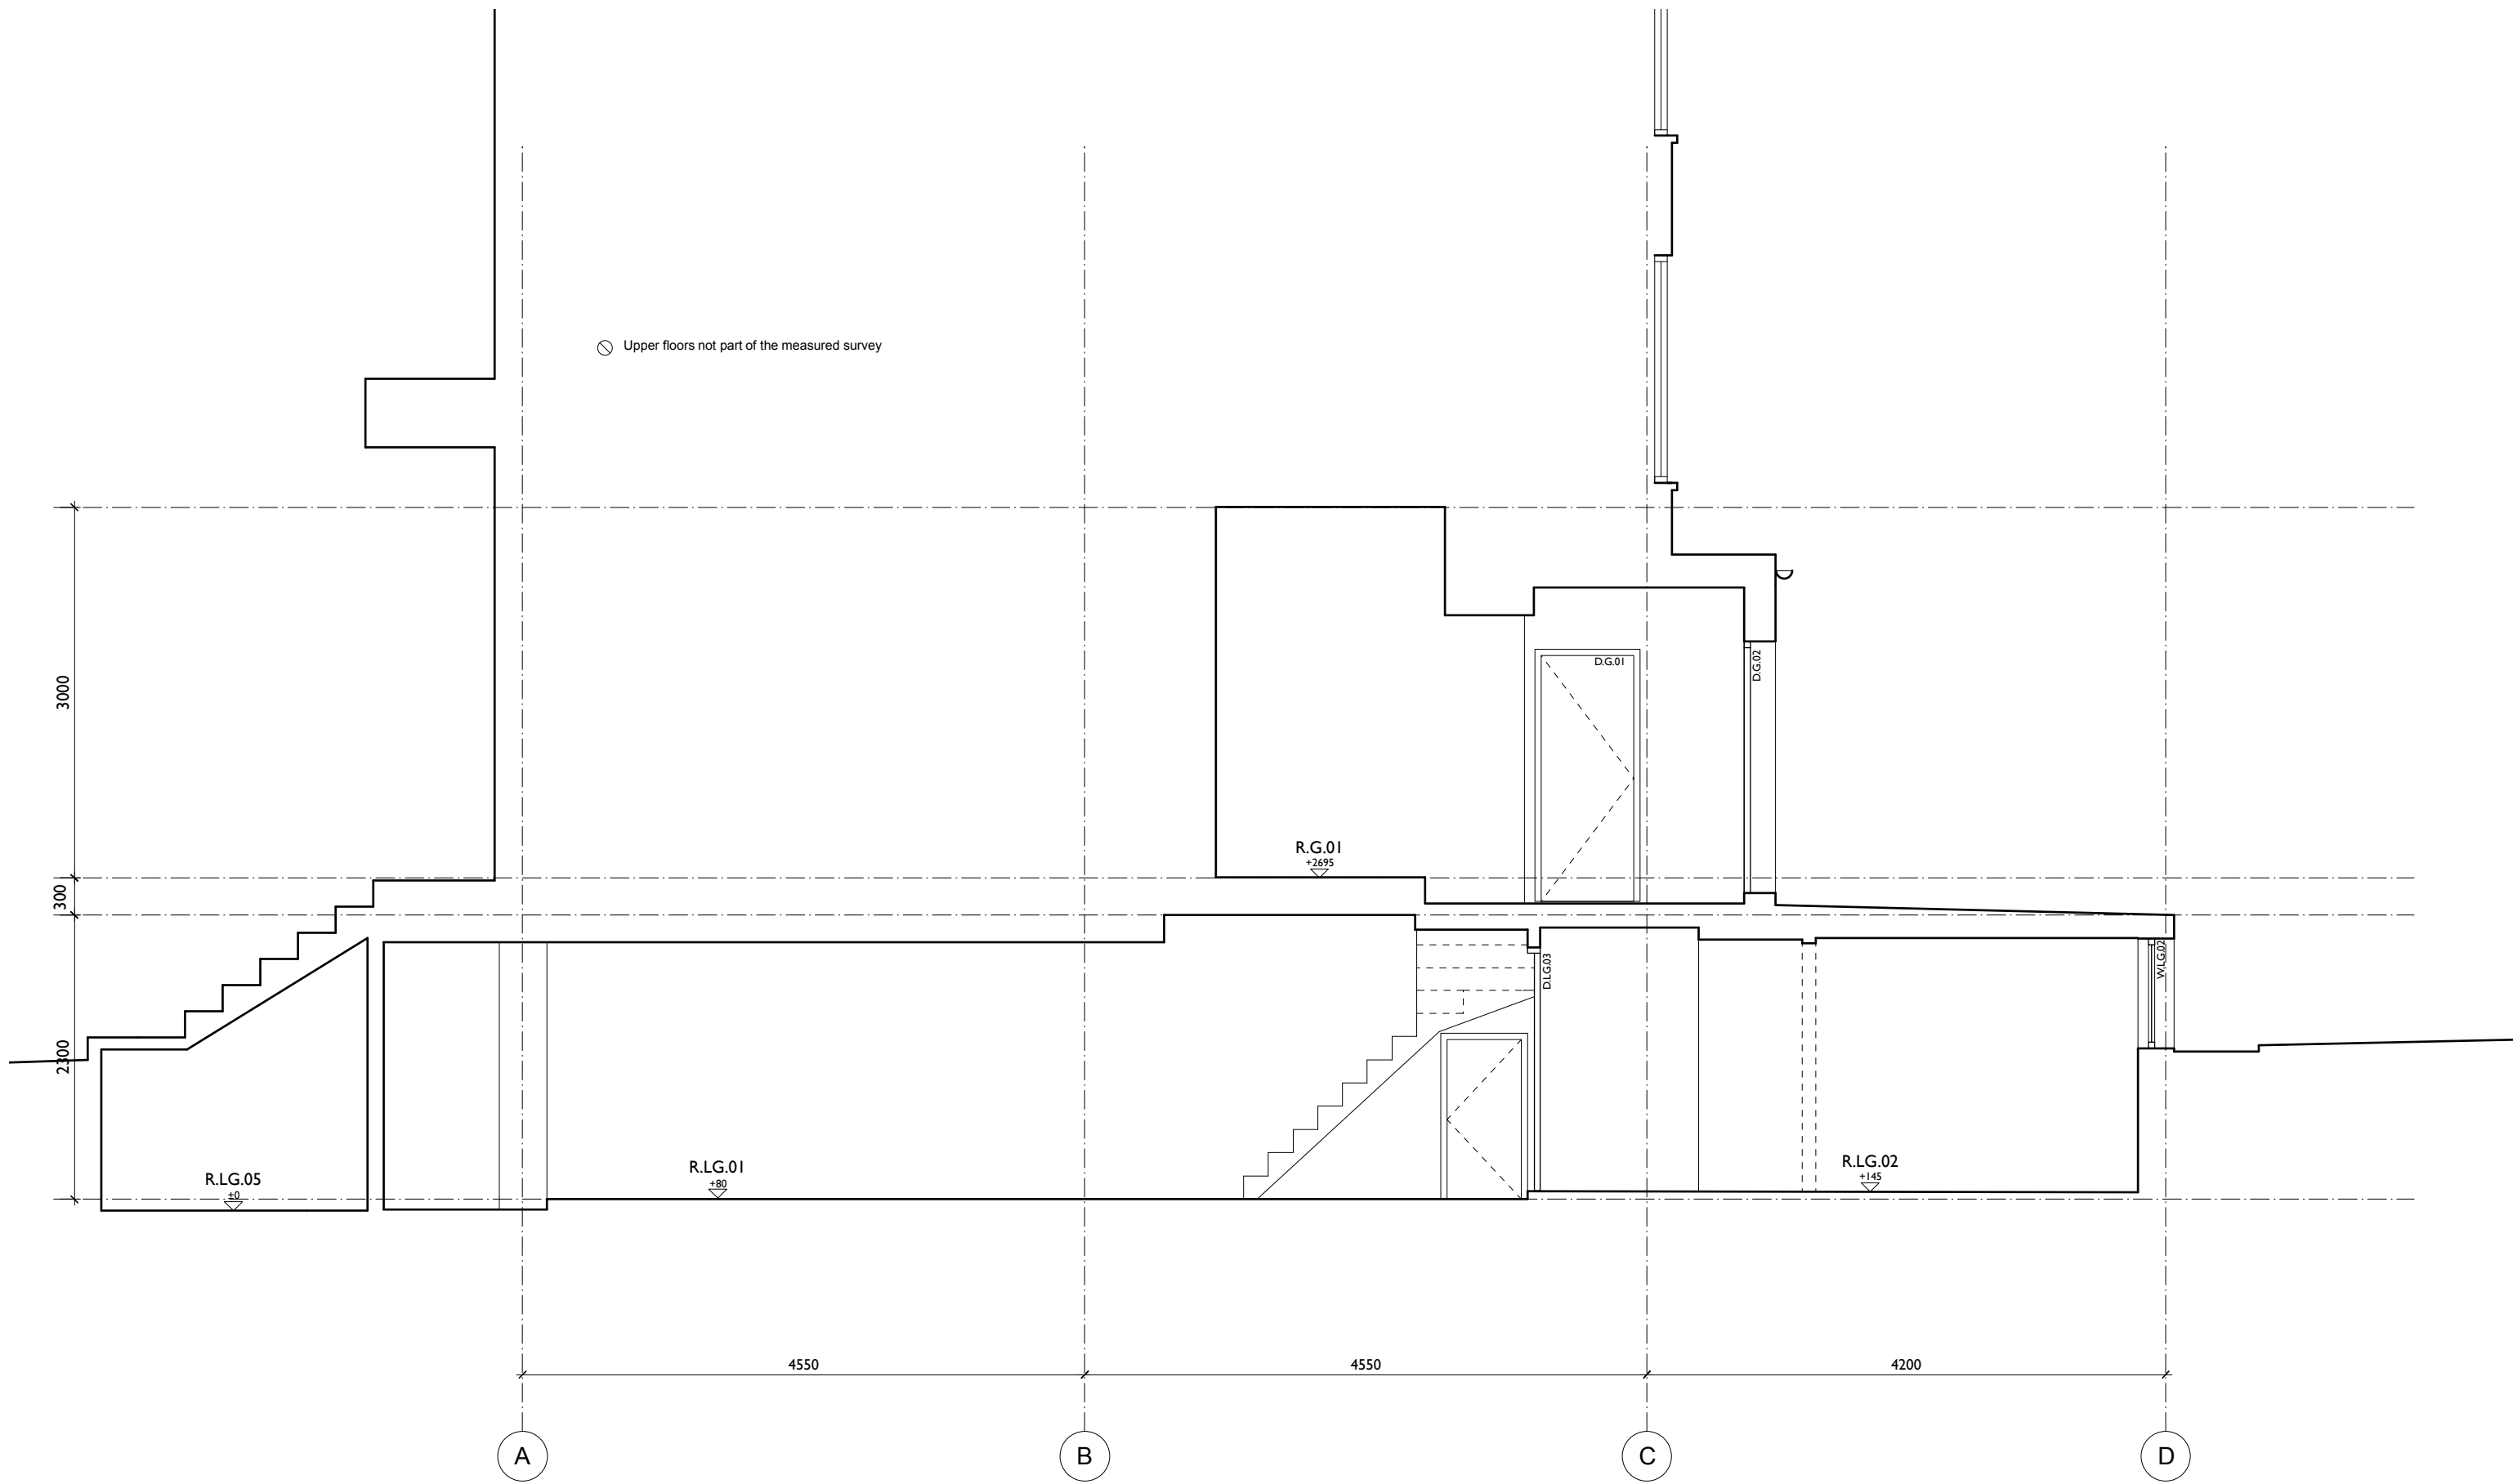 Upper floors not part of the measured survey
3000
D.G.01
D.G.02
R.G.01
+2695
300
D.LG.03
W.LG.02
2300
R.LG.05
±0
R.LG.01
+80
R.LG.02
+145
4550
4550
4200
A
B
C
D